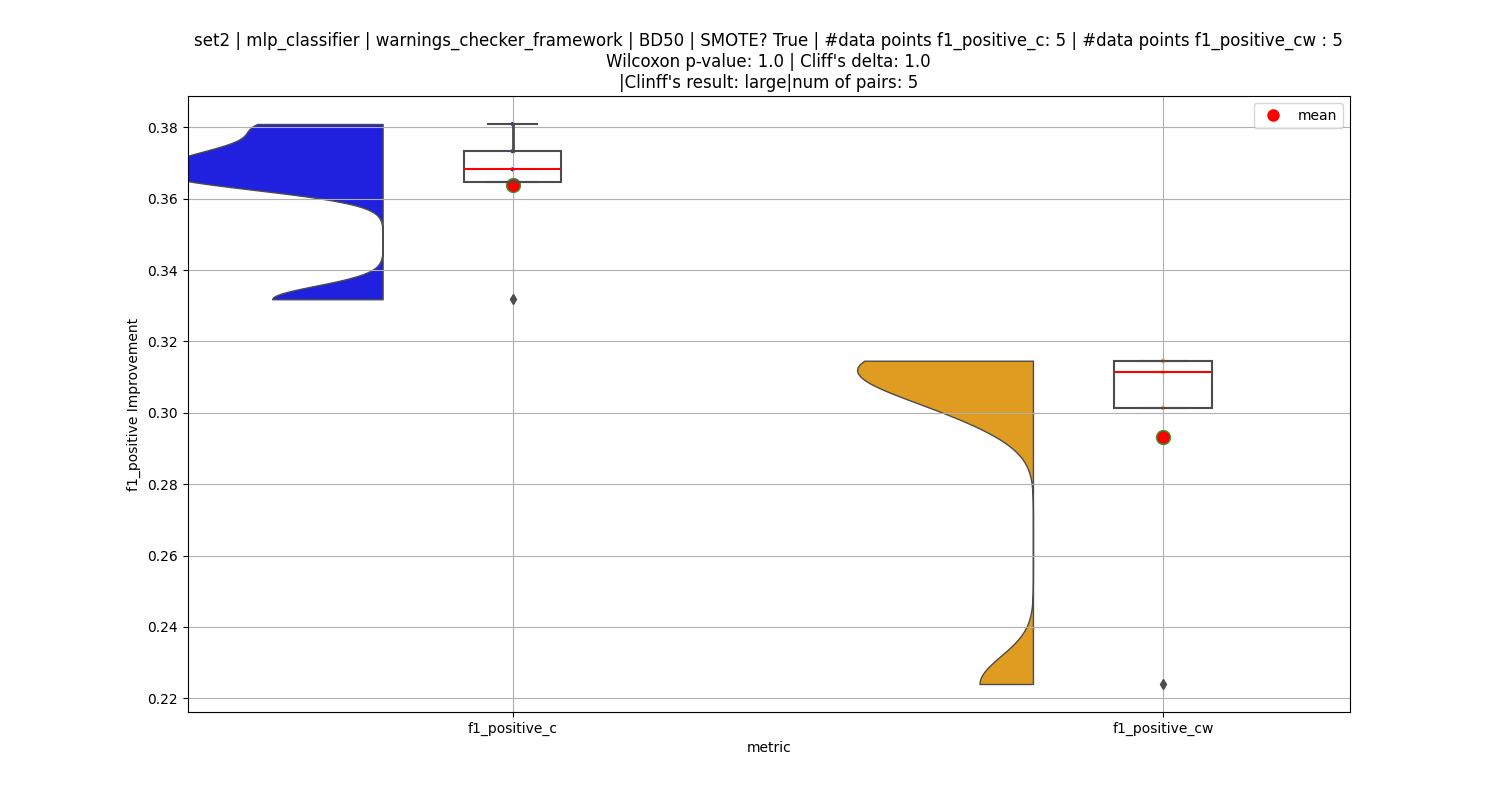 set2 | mlp_classifier | warnings_checker_framework | BD50 | SMOTE? True | #data points f1_positive_c: 5 | #data points f1_positive_cw : 5
Wilcoxon p-value: 1.0 | Cliff's delta: 1.0
|Clinff's result: large|num of pairs: 5
mean
0.38
0.36
0.34
0.32
0.30
0.28
0.26
0.24
0.22
f1_positive Improvement
f1_positive_c
f1_positive_cw
metric